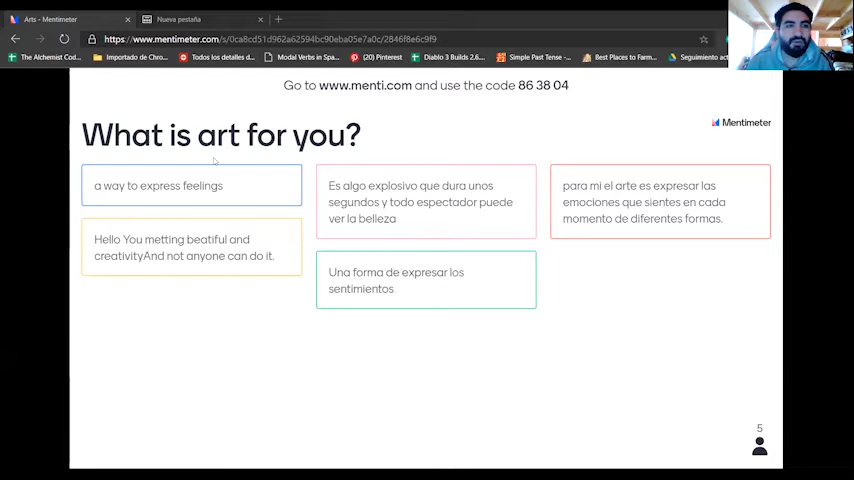 Arts - Mentimeter
Nueva pestaña
https://www.mentimeter.com/s/0ca8cd51d962a62594bc90eba05e7a0c/2846f8e6c9f9
The Alchemist Cod...
Importado de Chro...
Todos los detalles d...
Modal Verbs in Spa...
(20) Pinterest
Diablo 3 Builds 2.6....
Simple Past Tense -...
Best Places to Farm...
Seguimiento act
Go to www.menti.com and use the code 86 38 04
What is art for you?
Mentimeter
a way to express feelings
Hello You metting beatiful and
creativityAnd not anyone can do it.
Es algo explosivo que dura unos
segundos y todo espectador puede
ver la belleza
Una forma de expresar los
sentimientos
para mi el arte es expresar las
emociones que sientes en cada
momento de diferentes formas.
5